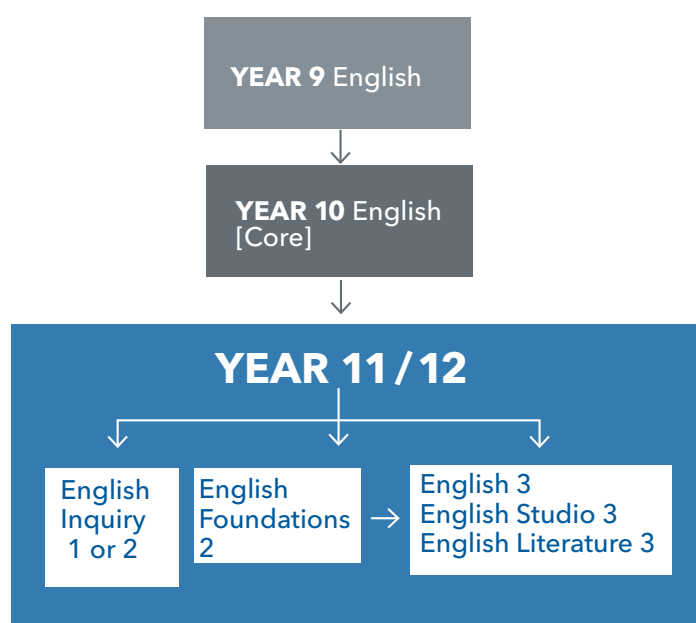 YEAR 9 English
YEAR 10 English
[Core]
YEAR 11/12
English
Inquiry
1 or 2
English
Foundations
2
English 3
English Studio 3
English Literature 3